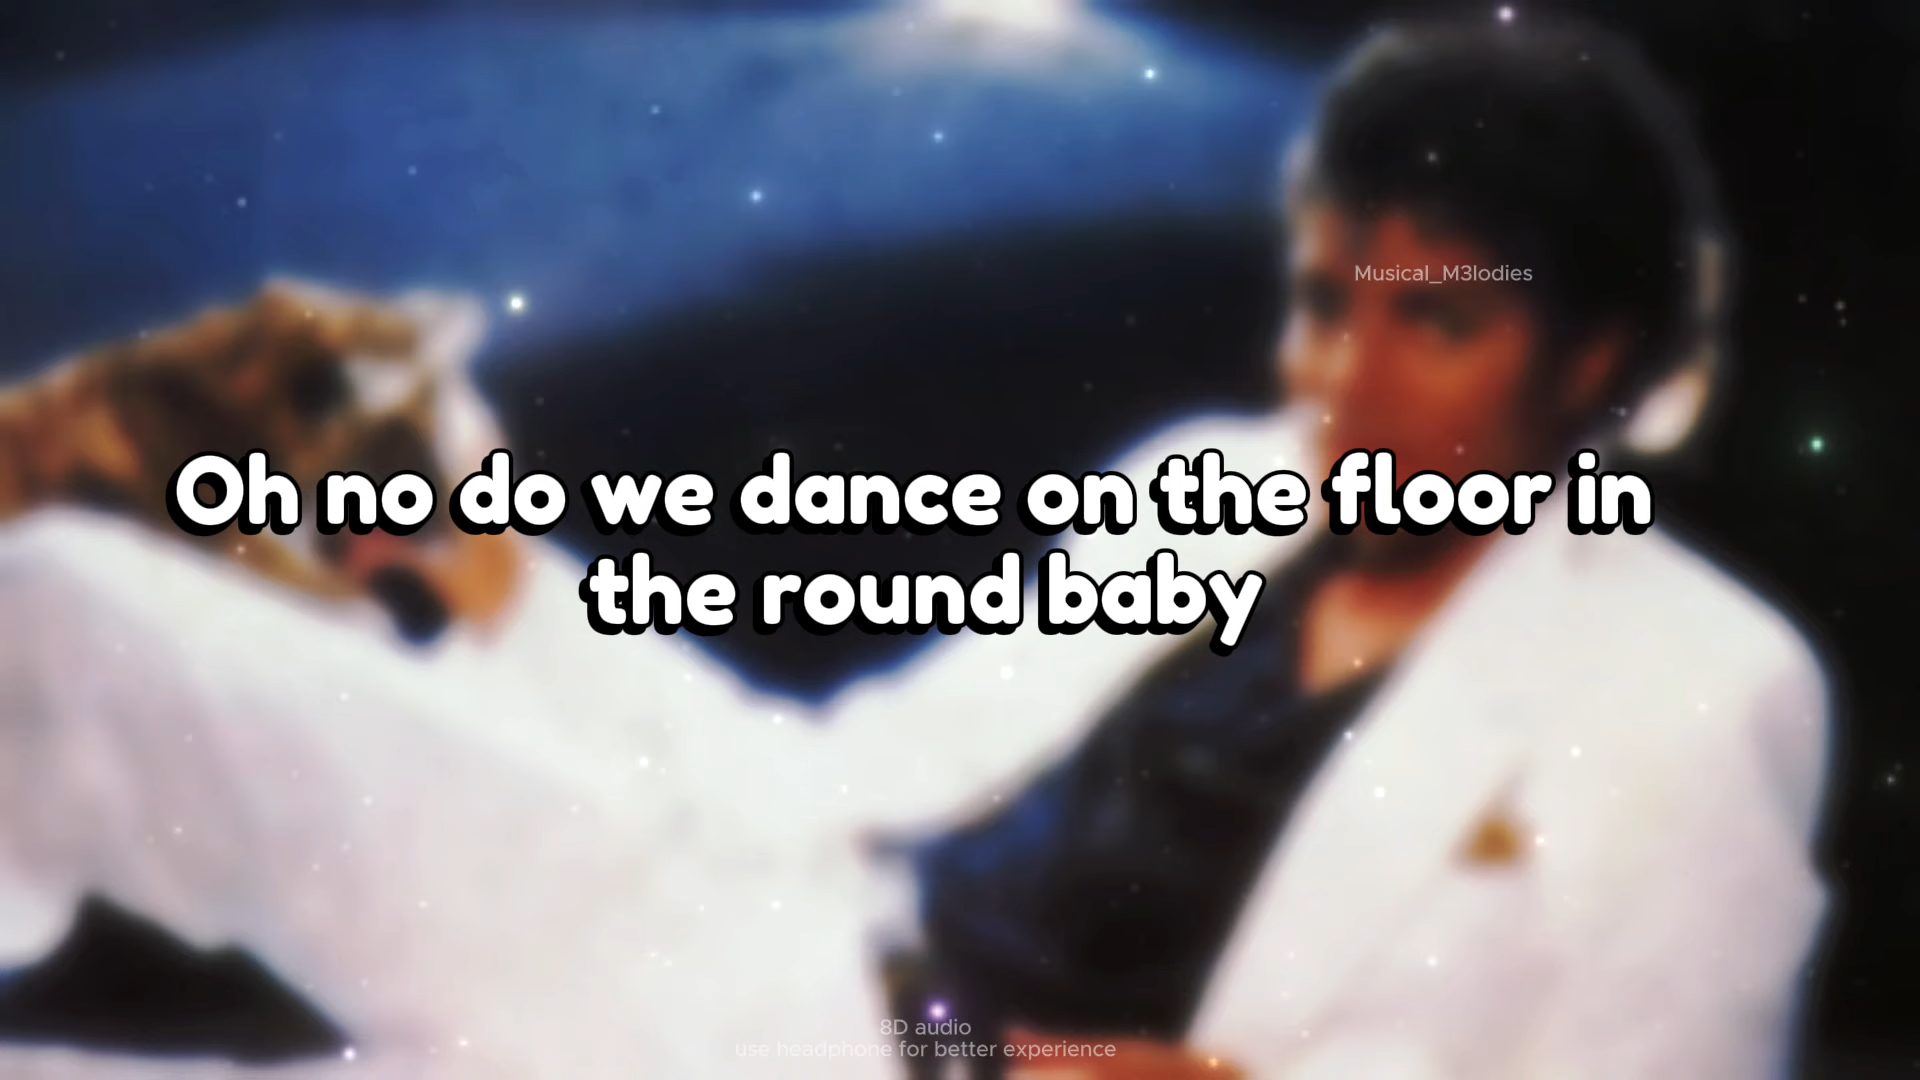 Musical_M3lodies
Oh no do we dance on the floor in
the round baby
8D audio
use headphone for better experience